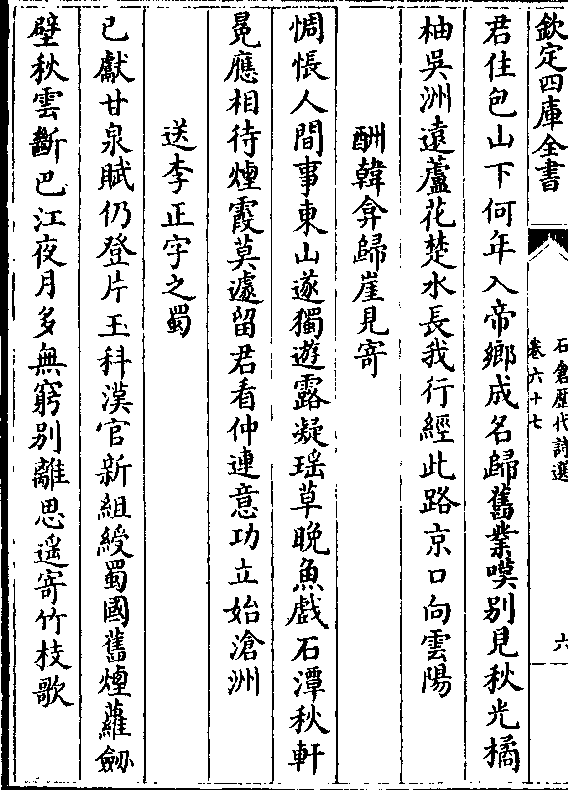 欽定四庫全書
石倉歷代詩選
卷六十七
六
君住包山下何年入帝鄉成名歸舊業嘆別見秋光橘
柚吳洲遠蘆花楚水長我行經此路京口向雲陽
酬韓弇歸崖見寄
惆悵人間事東山遂獨遊露凝瑶草晚魚戲石潭秋軒
冕應相待煙霞莫遽留君看仲連意功立始滄洲
送李正字之蜀
已獻甘泉賦仍登片玉科漢官新組綬蜀國舊煙蘿劒
壁秋雲斷巴江夜月多無窮別離思遥寄竹枝歌